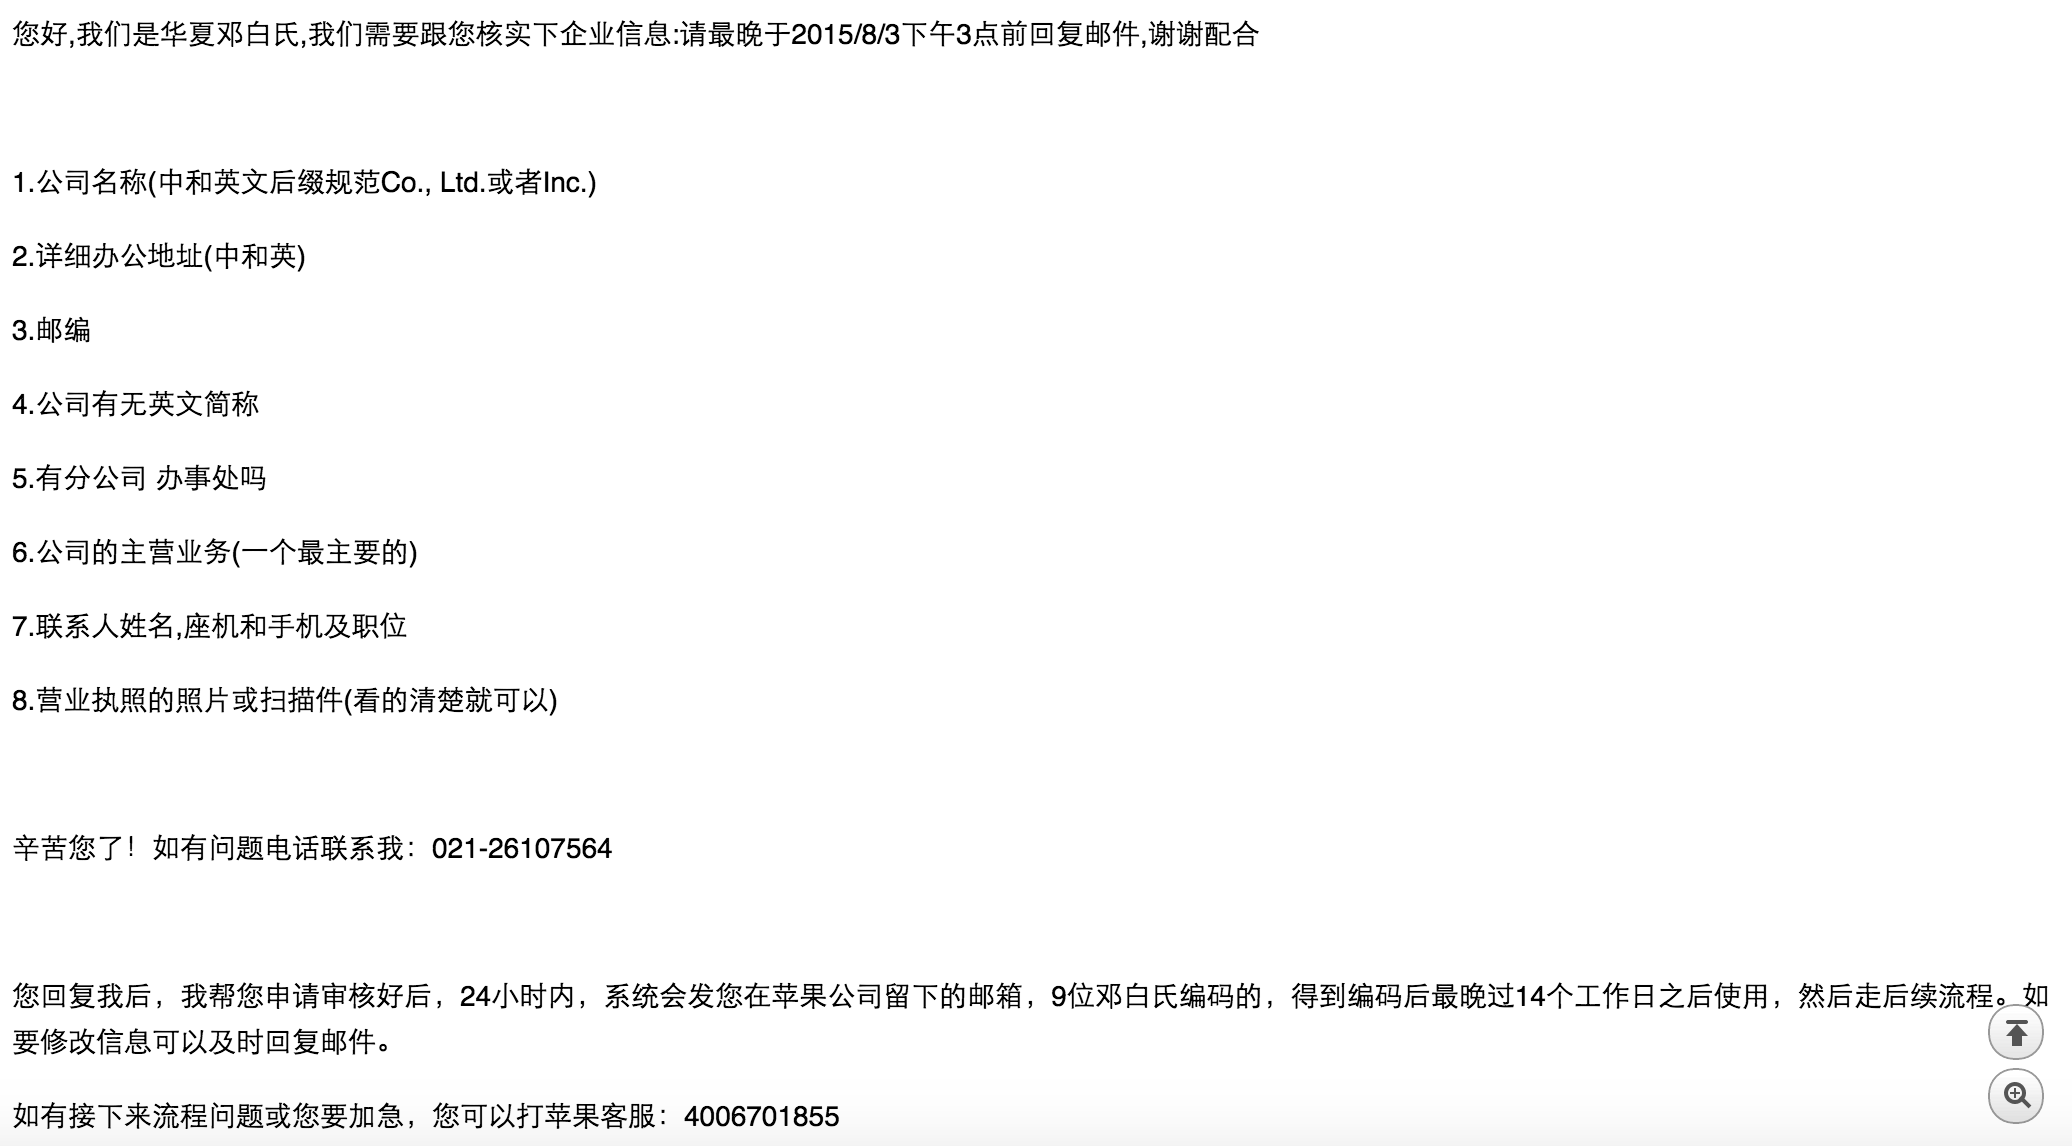 您好,我们是华夏邓白氏,我们需要跟您核实下企业信息:请最晚于2015/8/3下午3点前回复邮件,谢谢配合
1.公司名称(中和英文后缀规范Co., Ltd.或者Inc.)
2.详细办公地址(中和英)
3.邮编
4.公司有无英文简称
5.有分公司 办事处吗
6.公司的主营业务(一个最主要的)
7.联系人姓名,座机和手机及职位
8.营业执照的照片或扫描件(看的清楚就可以)
辛苦您了！如有问题电话联系我：021-26107564
您回复我后，我帮您申请审核好后，24小时内，系统会发您在苹果公司留下的邮箱，9位邓白氏编码的，得到编码后最晚过14个工作日之后使用，然后走后续流程。如
要修改信息可以及时回复邮件。
如有接下来流程问题或您要加急，您可以打苹果客服：4006701855